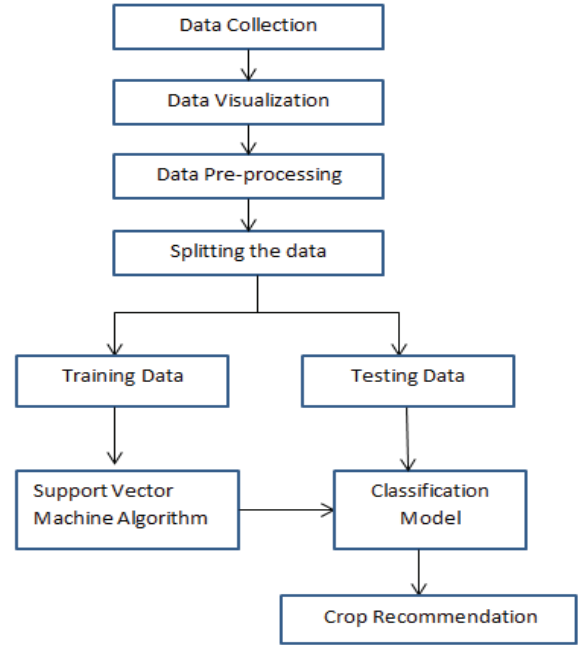 Data Collection
Data Visualization
Data Pre-processing
Splitting the data
Training Data
Testing Data
Support Vector
Machine Algorithm
Classification
Model
Crop Recommendation